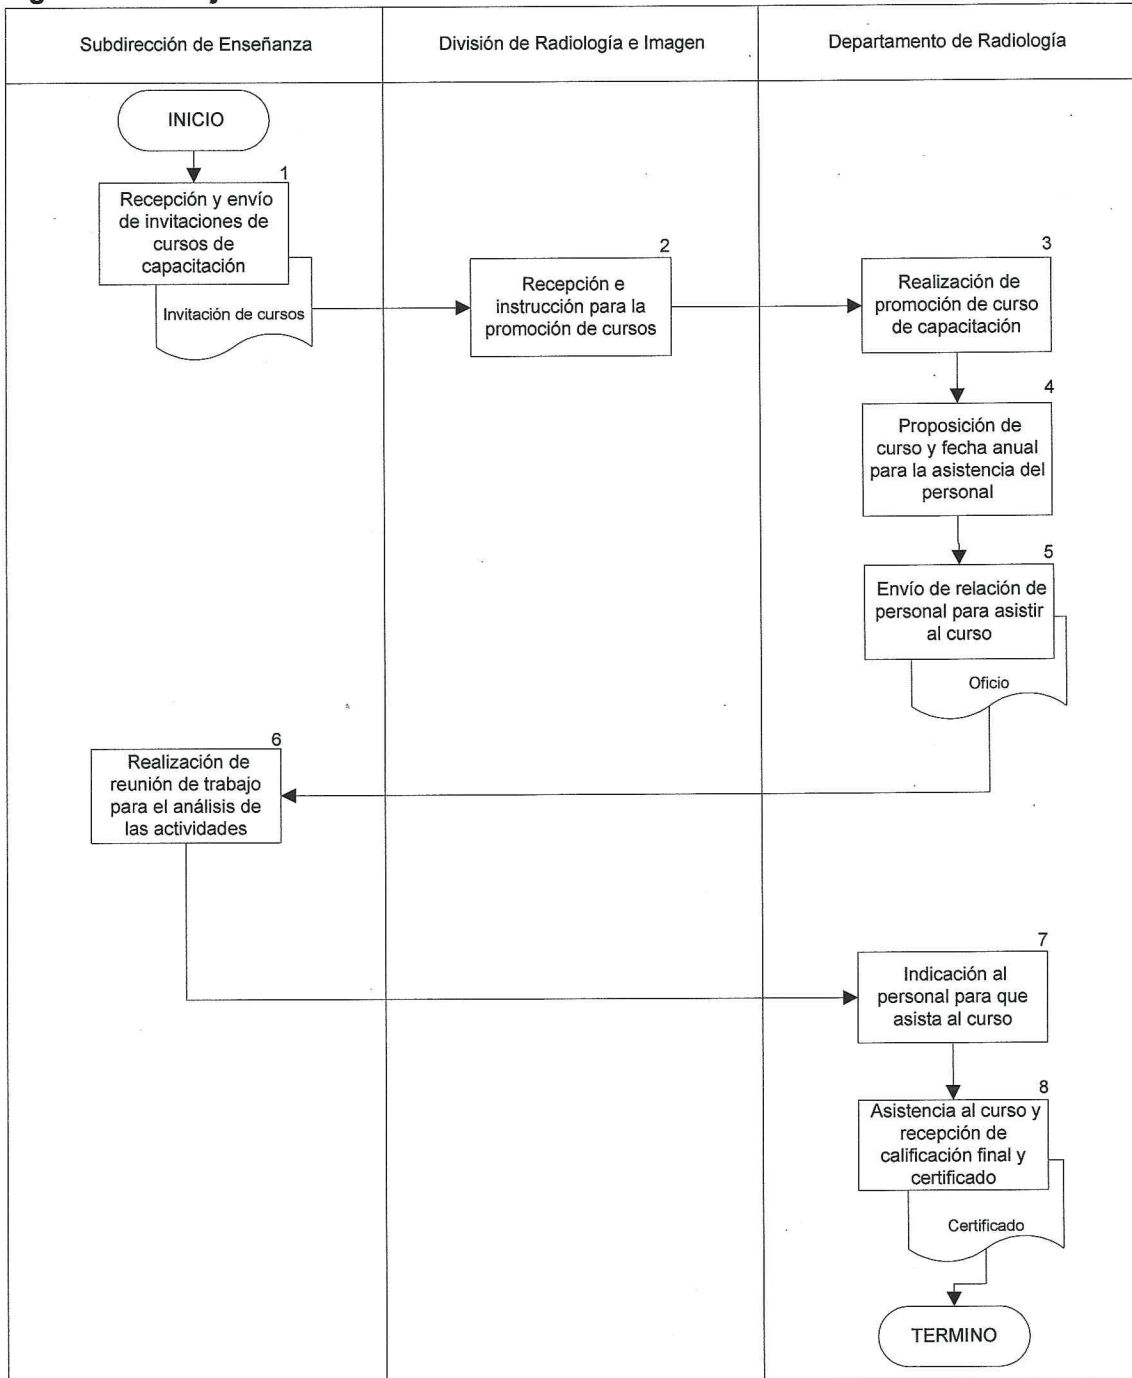 Subdirección de Enseñanza
División de Radiología e Imagen
Departamento de Radiología
INICIO
1
Recepción y envío
de invitaciones de
cursos de
capacitación
Invitación de cursos
2
Recepción e
instrucción para la
promoción de cursos
3
Realización de
promoción de curso
de capacitación
4
Proposición de
curso y fecha anual
para la asistencia del
personal
5
Envío de relación de
personal para asistir
al curso
Oficio
6
Realización de
reunión de trabajo
para el análisis de
las actividades
7
Indicación al
personal para que
asista al curso
8
Asistencia al curso y
recepción de
calificación final y
certificado
Certificado
TERMINO